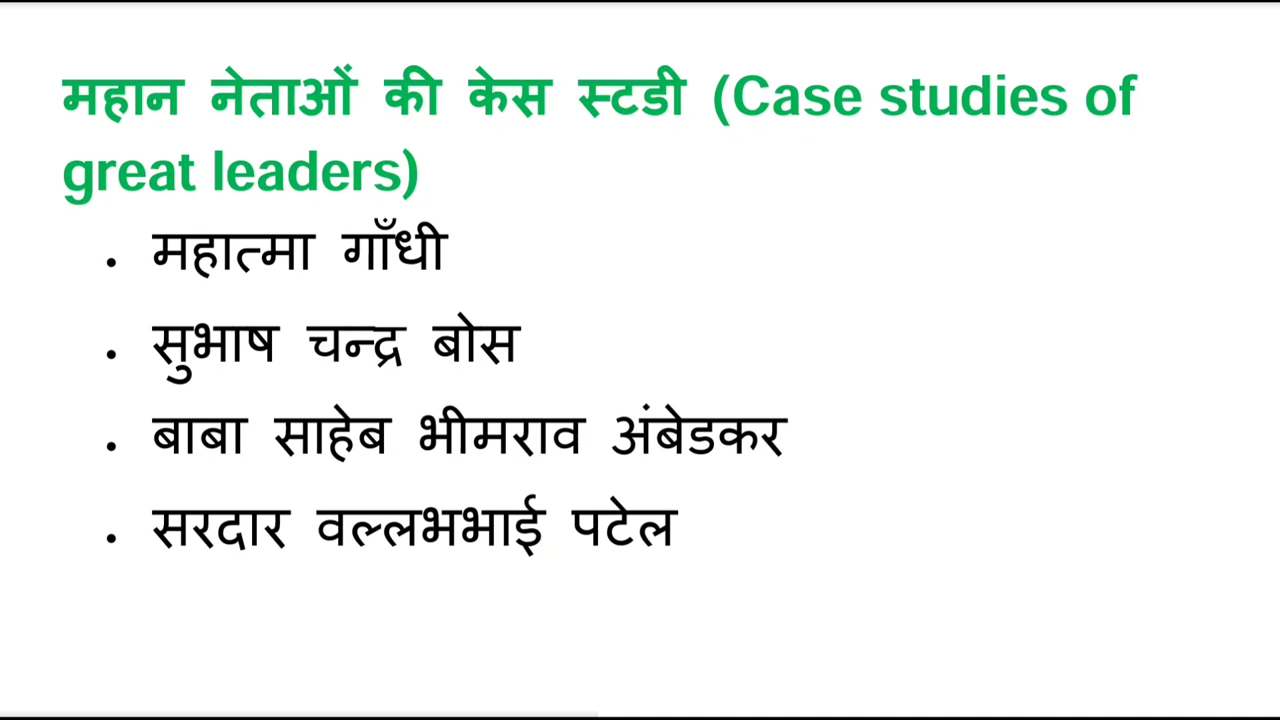 महान नेताओं की केस स्टडी (Case studies of
great leaders)
• महात्मा गाँधी
• सुभाष चन्द्र बोस
• बाबा साहेब भीमराव अंबेडकर
• सरदार वल्लभभाई पटेल